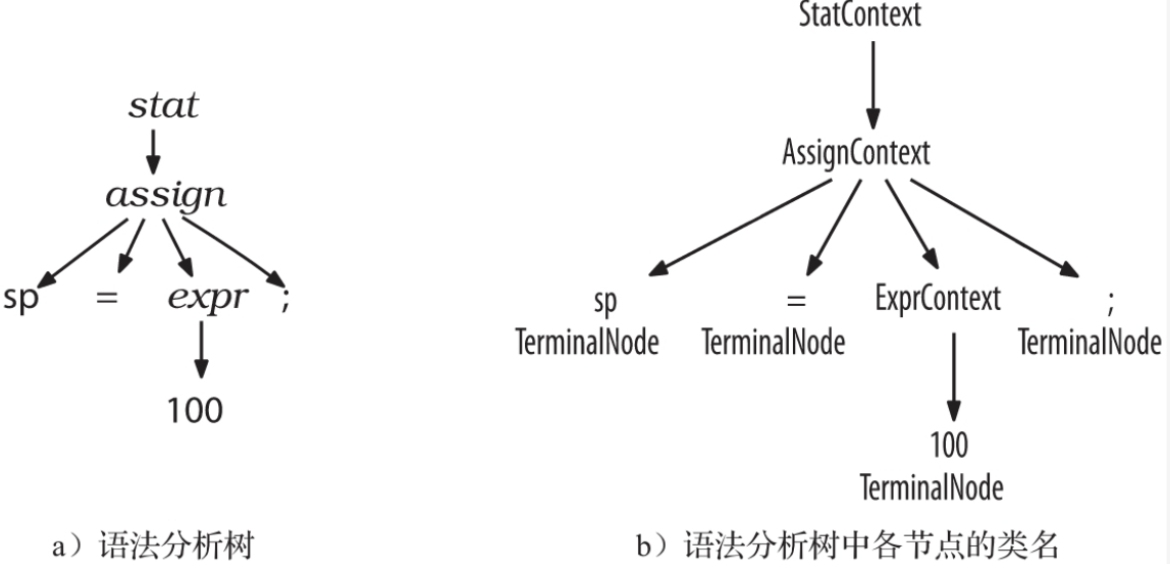 stat
assign
sp = expr ;
100
a）语法分析树
StatContext
AssignContext
sp = ExprContext ;
TerminalNode TerminalNode TerminalNode
100
TerminalNode
b）语法分析树中各节点的类名